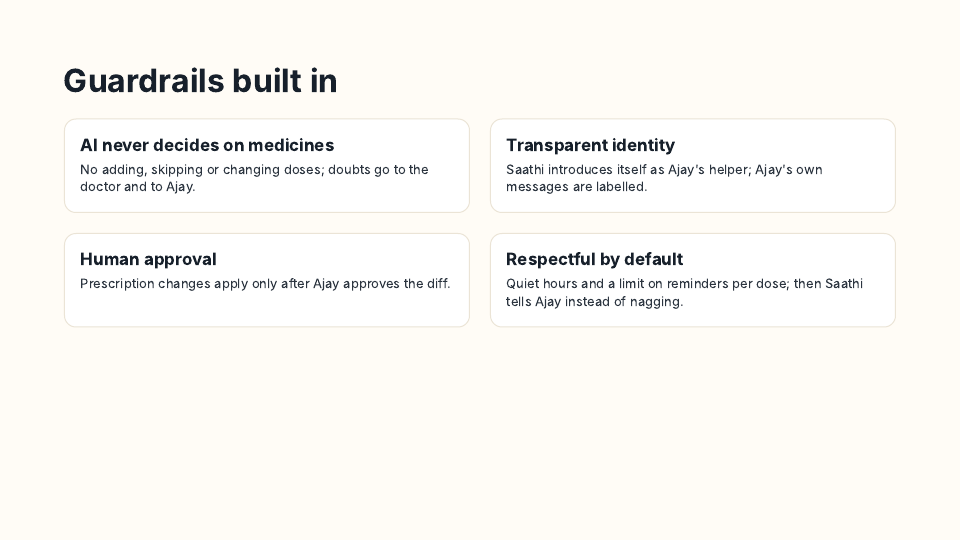 Guardrails built in
AI never decides on medicines
No adding, skipping or changing doses; doubts go to the
doctor and to Ajay.
Transparent identity
Saathi introduces itself as Ajay's helper; Ajay's own
messages are labelled.
Human approval
Prescription changes apply only after Ajay approves the diff.
Respectful by default
Quiet hours and a limit on reminders per dose; then Saathi
tells Ajay instead of nagging.